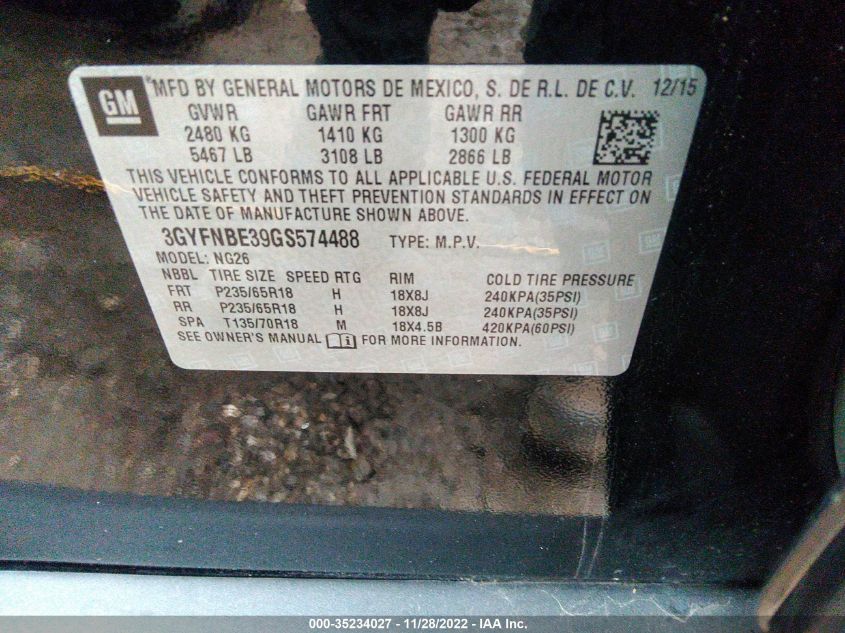 GM
MFD BY GENERAL MOTORS DE MEXICO, S. DE R.L. DE C.V. 12/15
GVWR GAWR FRT GAWR RR
2480 KG 1410 KG 1300 KG
5467 LB 3108 LB 2866 LB
THIS VEHICLE CONFORMS TO ALL APPLICABLE U.S. FEDERAL MOTOR
VEHICLE SAFETY AND THEFT PREVENTION STANDARDS IN EFFECT ON
THE DATE OF MANUFACTURE SHOWN ABOVE.
3GYFNBE39GS574488 TYPE: M.P.V.
MODEL: NG26
NBBL TIRE SIZE SPEED RTG RIM COLD TIRE PRESSURE
FRT P235/65R18 H 18X8J 240KPA(35PSI)
RR P235/65R18 H 18X8J 240KPA(35PSI)
SPA T135/70R18 M 18X4.5B 420KPA(60PSI)
SEE OWNER'S MANUAL FOR MORE INFORMATION.
000-35234027 - 11/28/2022 - IAA Inc.